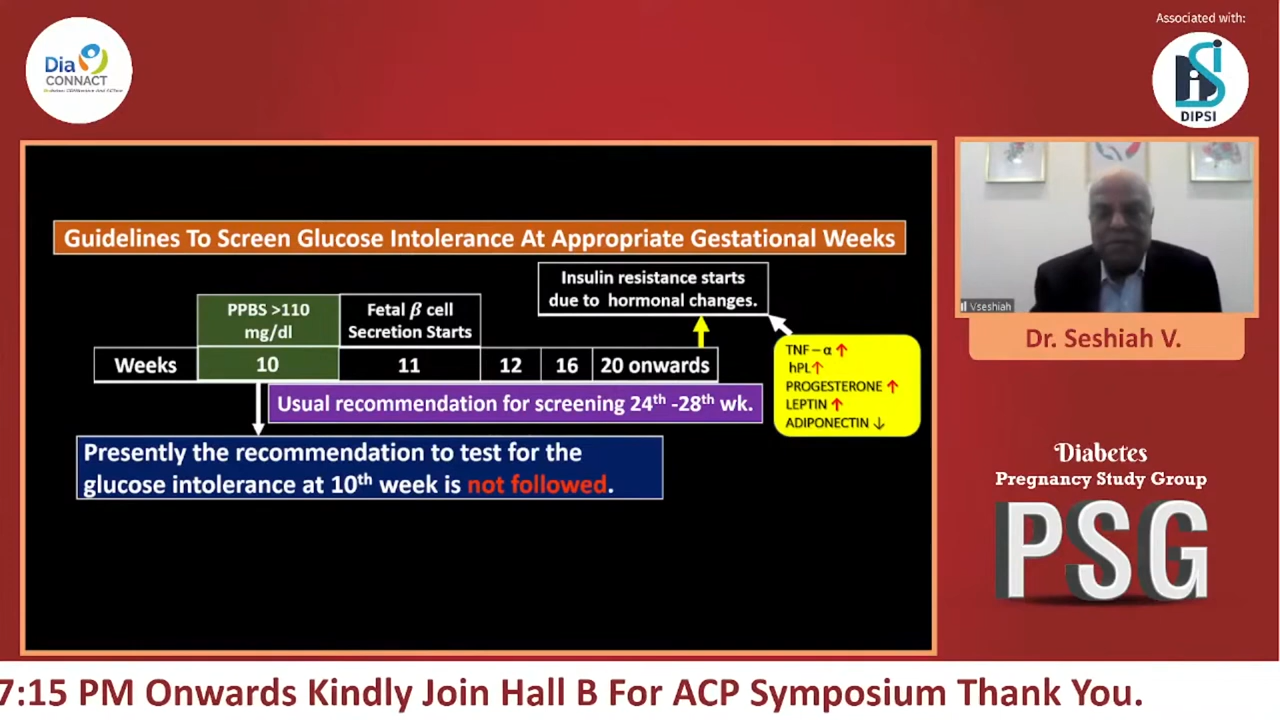 Associated with:
Dia
CONNACT
DIPSI
Guidelines To Screen Glucose Intolerance At Appropriate Gestational Weeks
Insulin resistance starts
due to hormonal changes.
PPBS >110
mg/dl
Fetal β cell
Secretion Starts
Weeks 10 11 12 16 20 onwards
TNF – α ↑
hPL↑
PROGESTERONE ↑
LEPTIN ↑
ADIPONECTIN ↓
Usual recommendation for screening 24th -28th wk.
Presently the recommendation to test for the
glucose intolerance at 10th week is not followed.
Vseshiah
Dr. Seshiah V.
Diabetes
Pregnancy Study Group
PSG
7:15 PM Onwards Kindly Join Hall B For ACP Symposium Thank You.